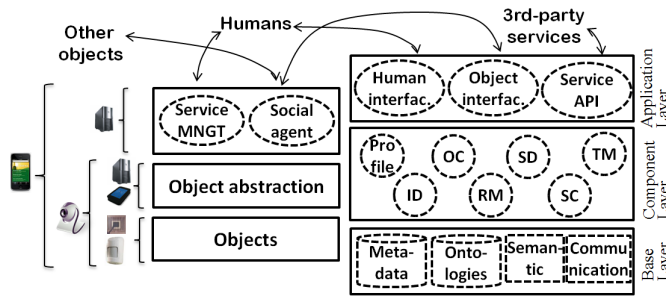 Humans
3rd-party
services
Other
objects
Service
MNGT
Social
agent
Object abstraction
Objects
Human
interfac.
Object
interfac.
Service
API
Application
Layer
Pro
file
OC
SD
TM
ID
RM
SC
Component
Layer
Meta-
data
Onto-
logies
Seman-
tic
Commu
nication
Base
Layer